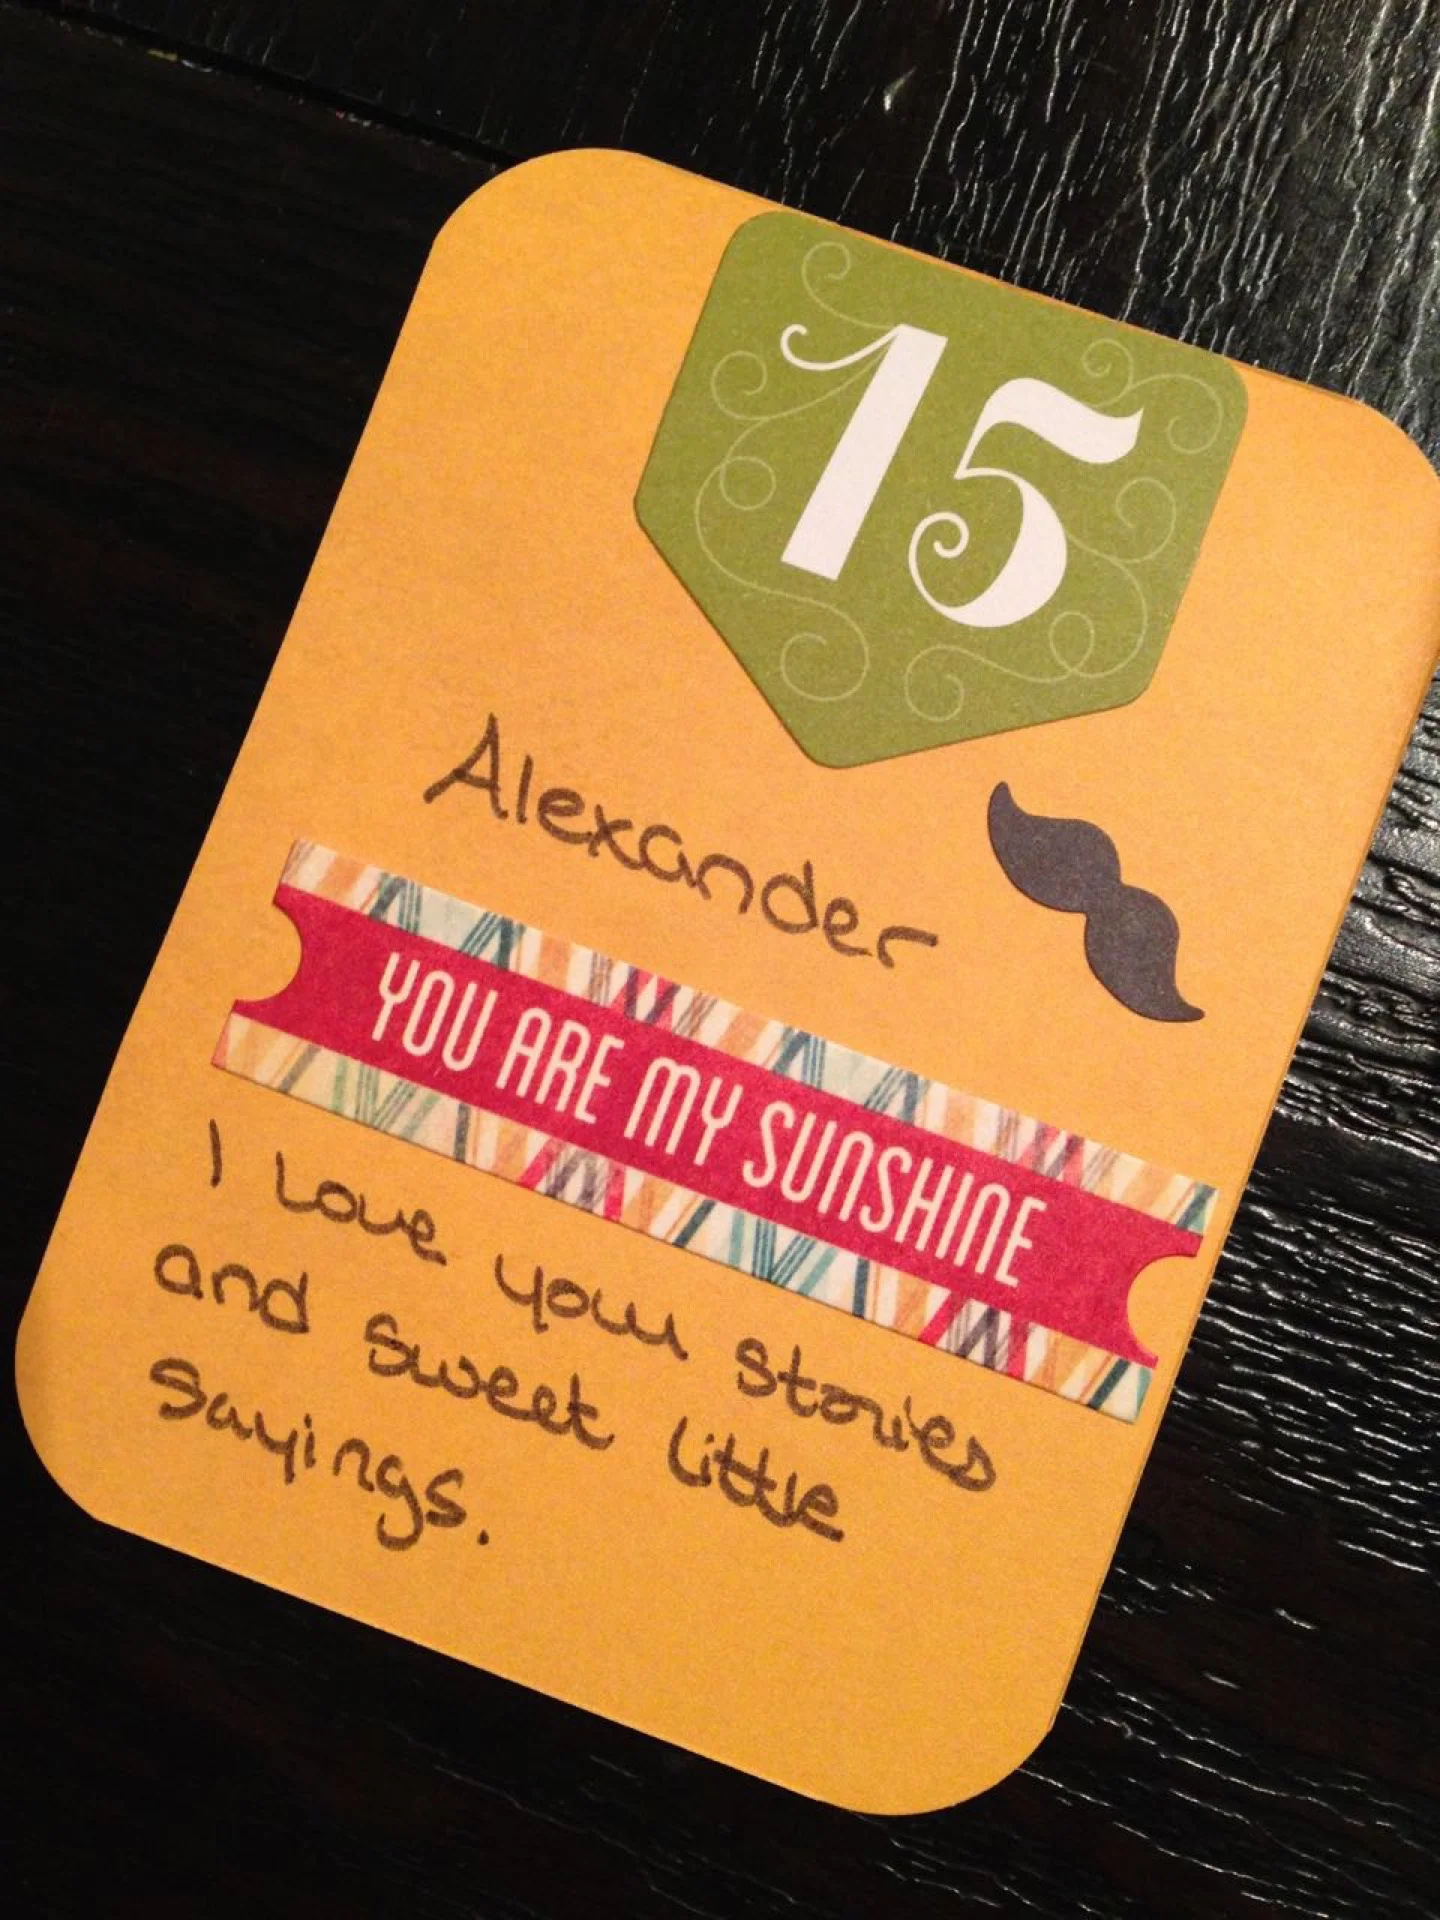 15
Alexander
YOU ARE MY SUNSHINE
I love your stories
and sweet little
sayings.